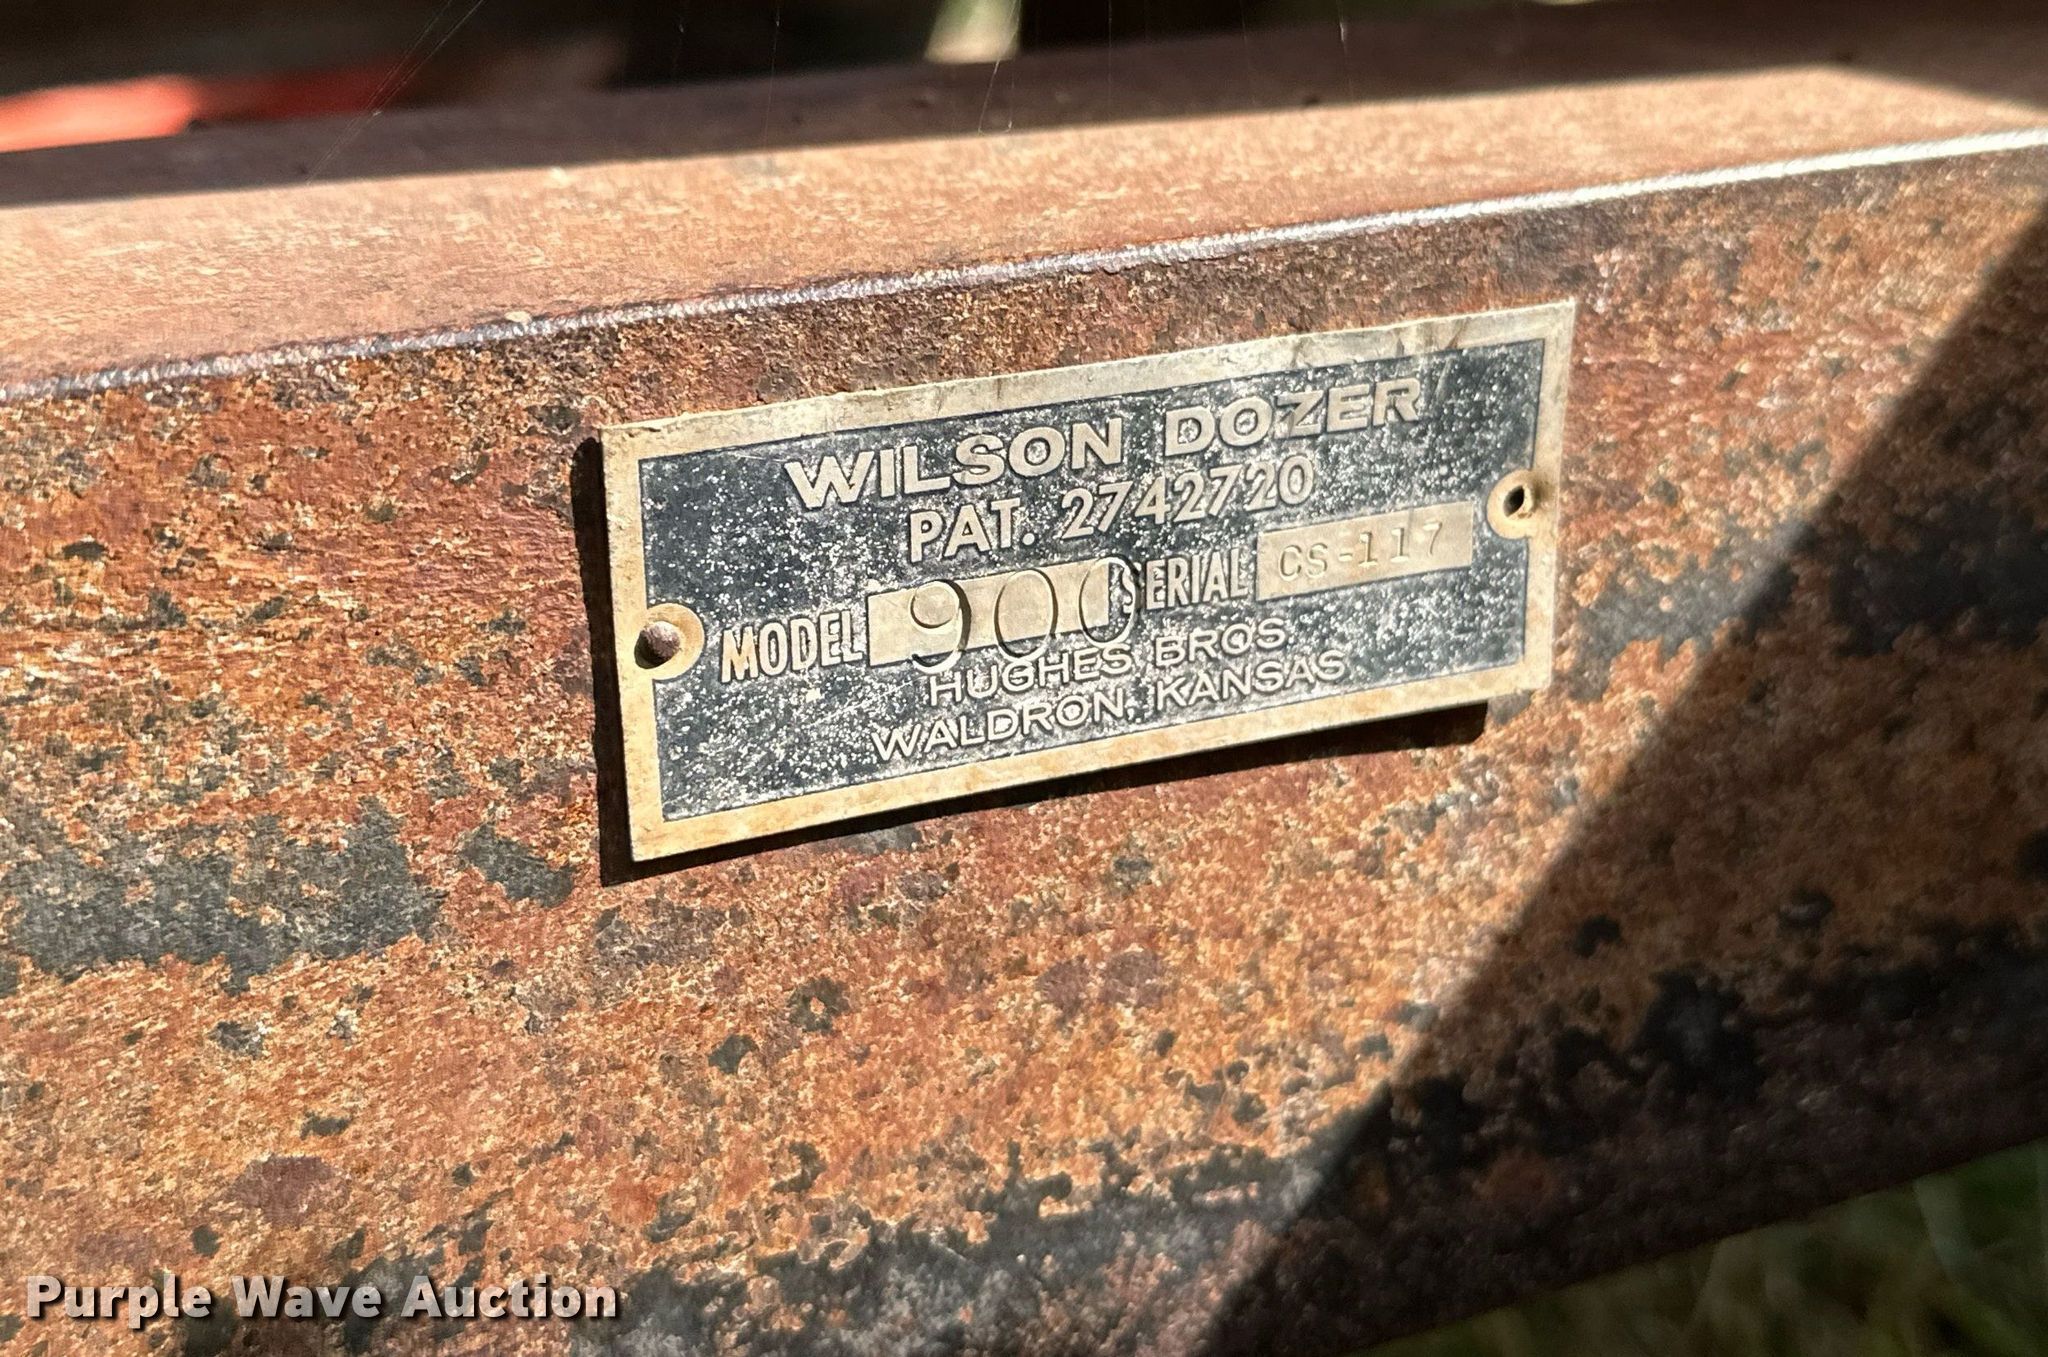 WILSON DOZER
PAT. 2742720
MODEL 900 SERIAL CS-117
HUGHES BROS.
WALDRON, KANSAS
Purple Wave Auction